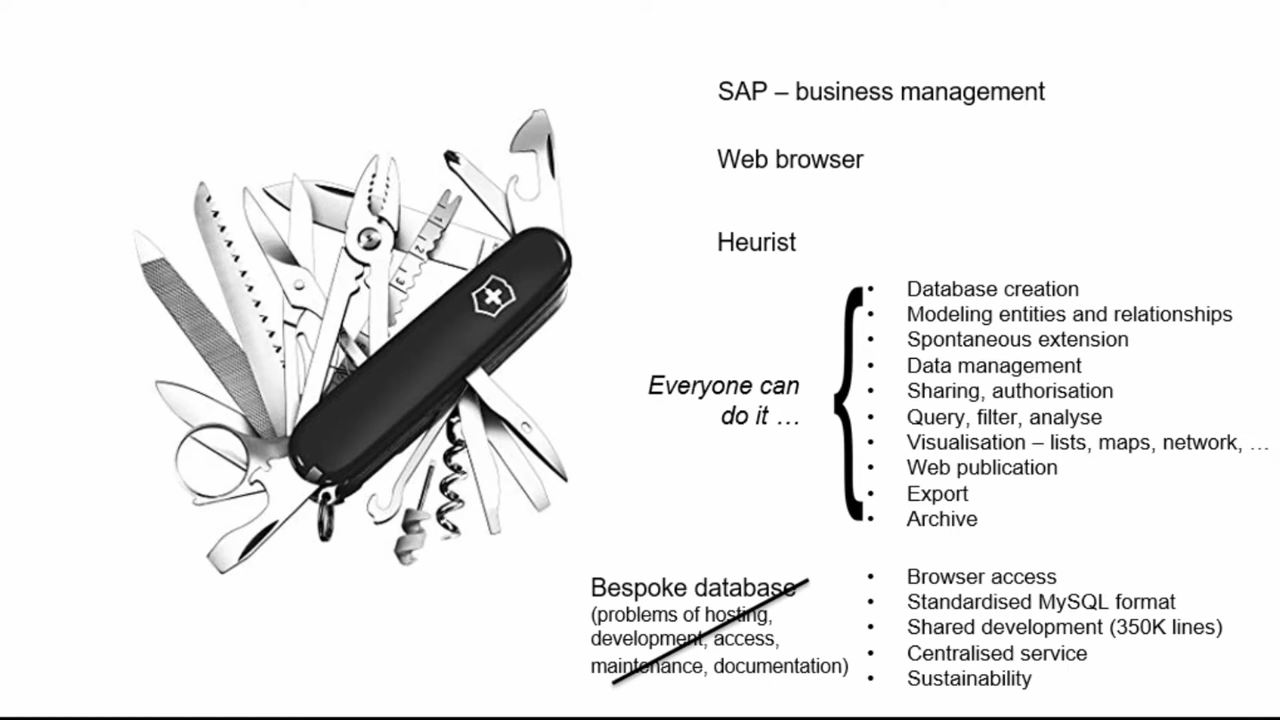 SAP – business management
Web browser
Heurist
Everyone can
do it …
• Database creation
• Modeling entities and relationships
• Spontaneous extension
• Data management
• Sharing, authorisation
• Query, filter, analyse
• Visualisation – lists, maps, network, …
• Web publication
• Export
• Archive
Bespoke database
(problems of hosting,
development, access,
maintenance, documentation)
• Browser access
• Standardised MySQL format
• Shared development (350K lines)
• Centralised service
• Sustainability